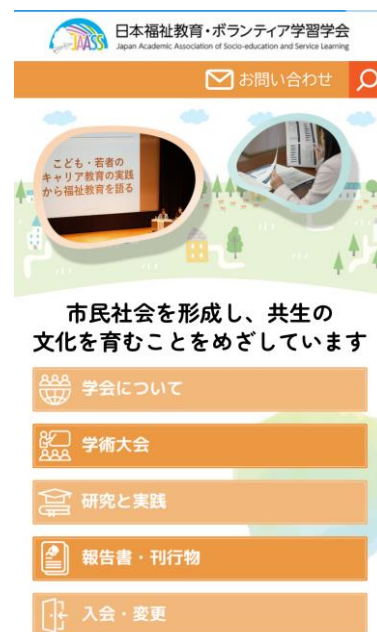 JAASS
日本福祉教育・ボランティア学習学会
Japan Academic Association of Socio-education and Service Learning
お問い合わせ
こども・若者の
キャリア教育の実践
から福祉教育を語る
市民社会を形成し、共生の
文化を育むことをめざしています
学会について
学術大会
研究と実践
報告書・刊行物
入会・変更